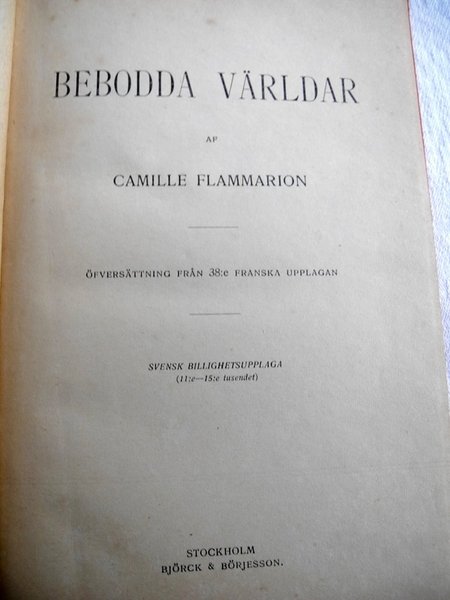 BEBODDA VÄRLDAR
AF
CAMILLE FLAMMARION
ÖFVERSÄTTNING FRÅN 38:e FRANSKA UPPLAGAN
SVENSK BILLIGHETSUPPLAGA
(11:e—15:e tusendet)
STOCKHOLM
BJÖRCK & BÖRJESSON.